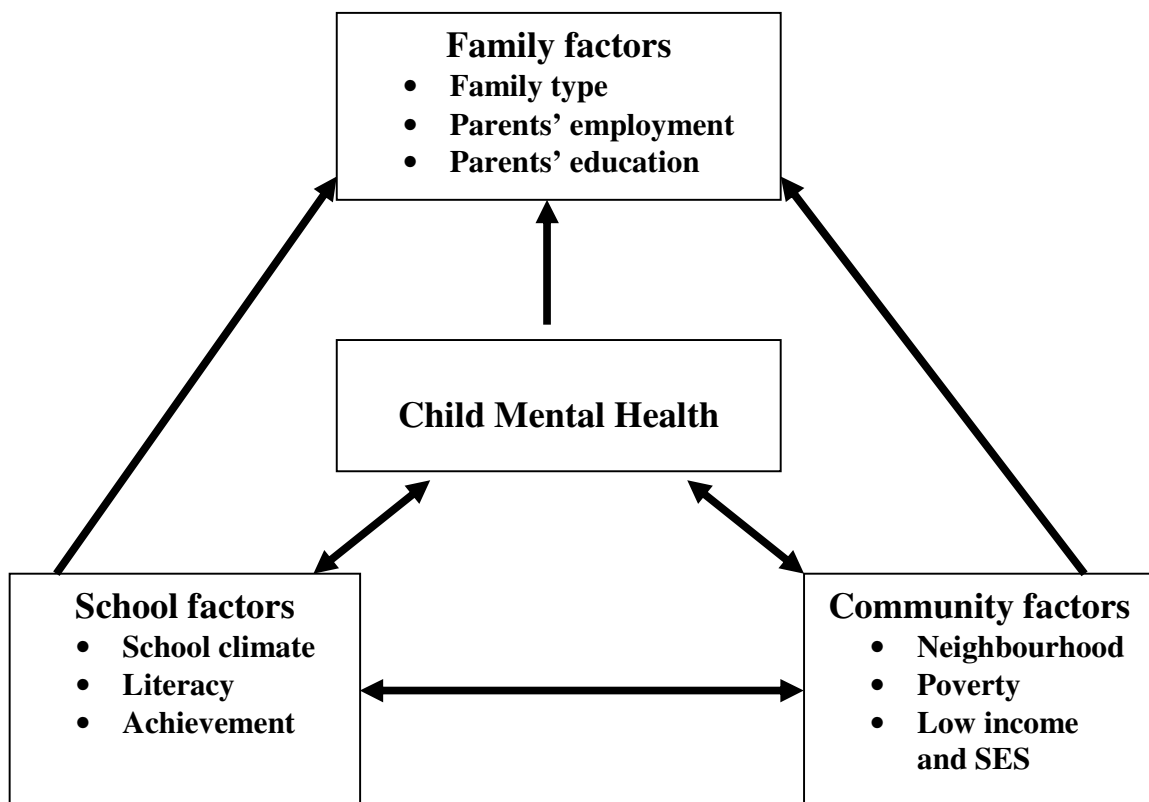 Family factors
• Family type
• Parents’ employment
• Parents’ education
Child Mental Health
School factors
• School climate
• Literacy
• Achievement
Community factors
• Neighbourhood
• Poverty
• Low income
and SES